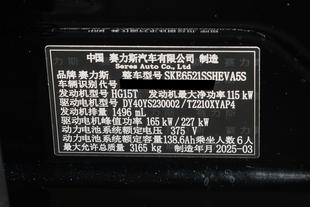 中国 赛力斯汽车有限公司 制造
Seres Auto Co., Ltd
品牌 赛力斯 整车型号 SKE6521SSHEVA5S
车辆识别代号
发动机型号 HG15T 发动机最大净功率 115 kW
驱动电机型号 DY40YS230002 / TZ210XYAP4
发动机排量 1496 mL
驱动电机峰值功率 165 kW / 227 kW
动力电池系统额定电压 375 V
动力电池系统额定容量 138.6Ah 乘坐人数 6人
最大允许总质量 3165 kg 制造年月 2025-03